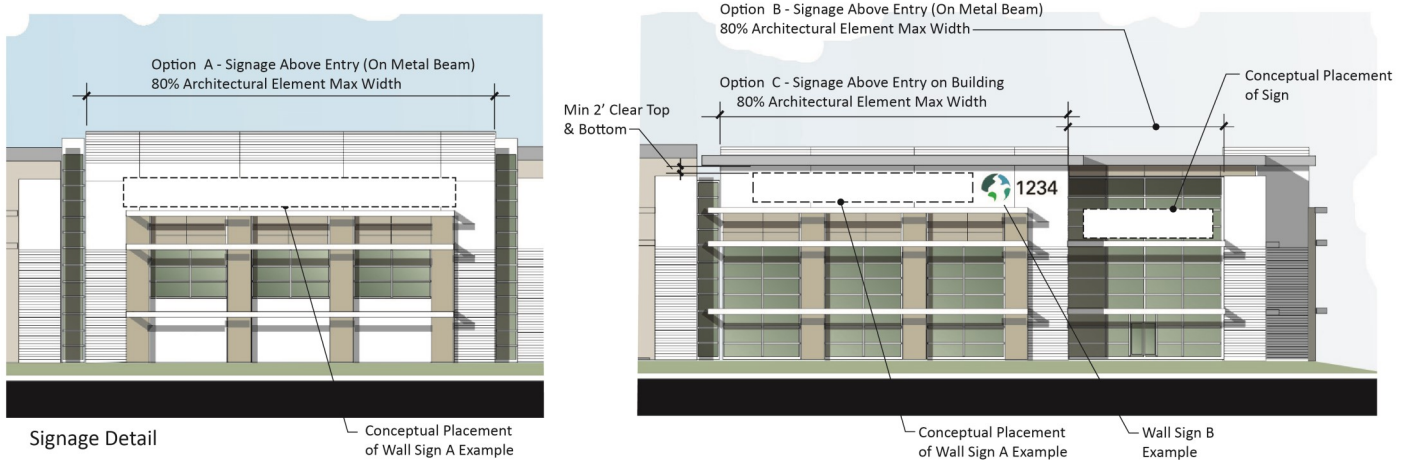 Option A - Signage Above Entry (On Metal Beam)
80% Architectural Element Max Width
Conceptual Placement
of Wall Sign A Example
Signage Detail
Option B - Signage Above Entry (On Metal Beam)
80% Architectural Element Max Width
Option C - Signage Above Entry on Building
80% Architectural Element Max Width
Conceptual Placement
of Sign
Min 2' Clear Top
& Bottom
1234
Conceptual Placement
of Wall Sign A Example
Wall Sign B
Example